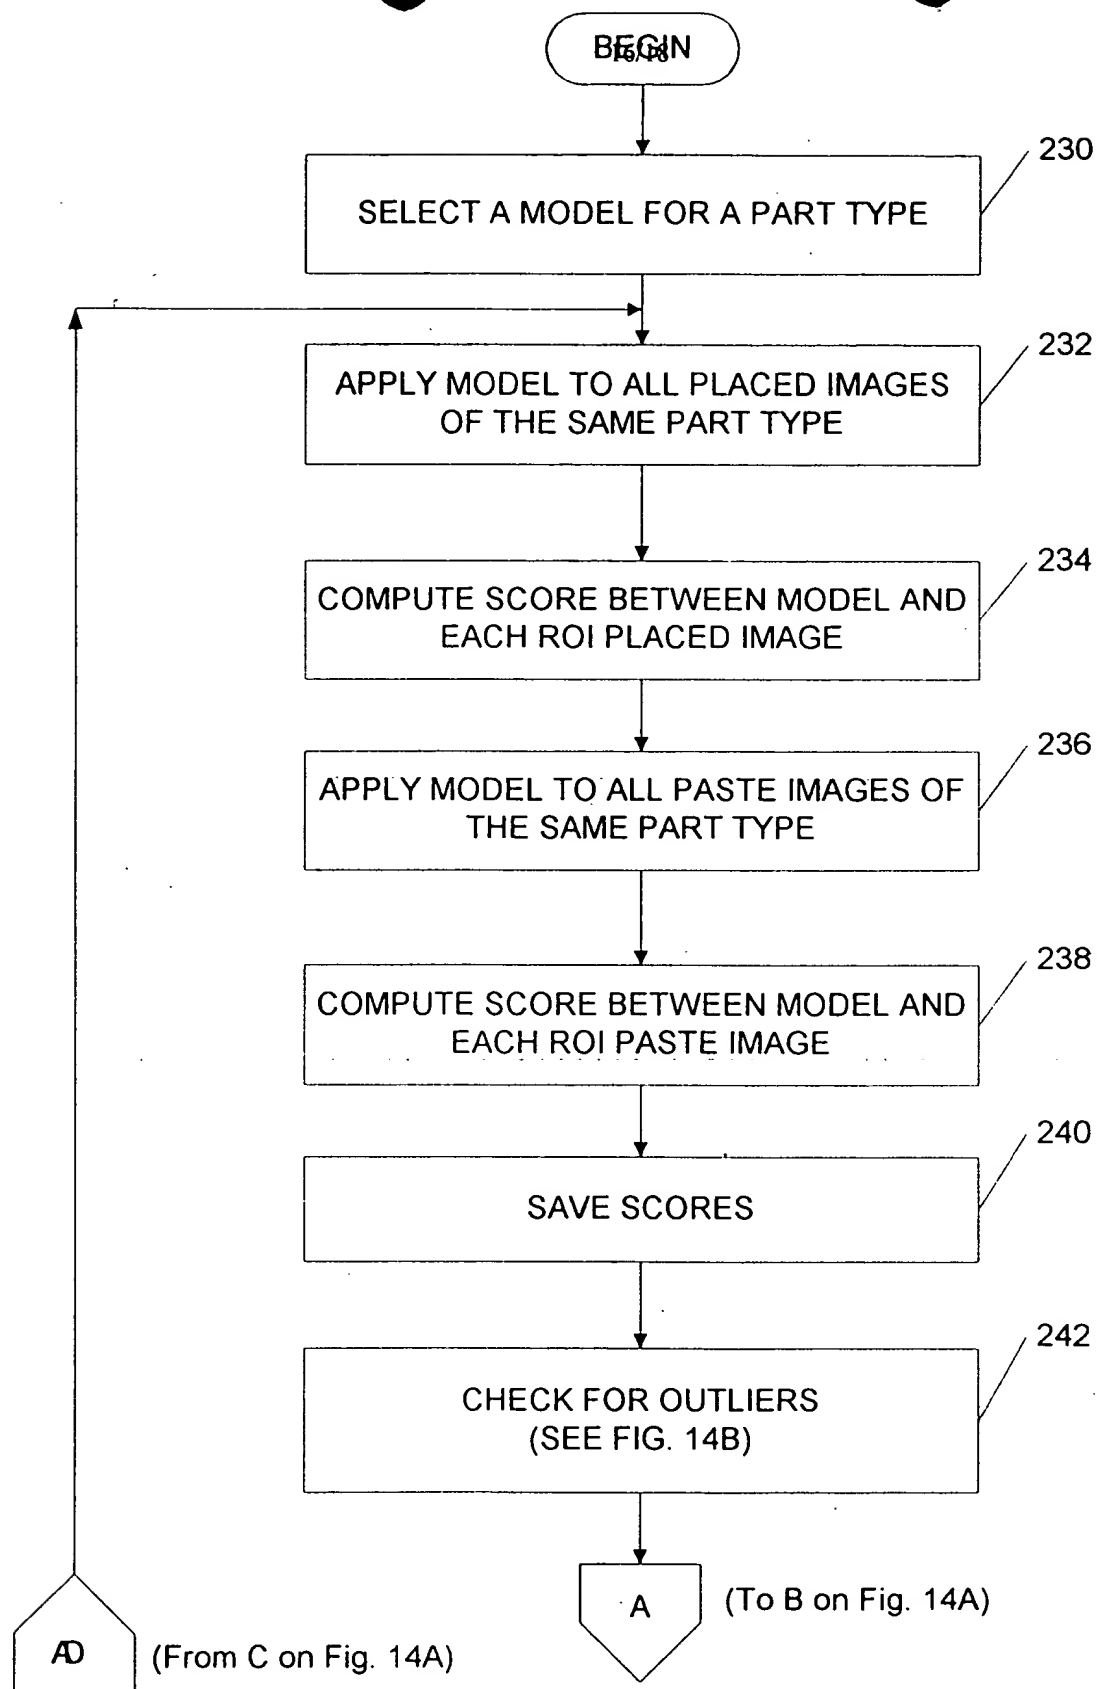 BEGIN
16/18
230
SELECT A MODEL FOR A PART TYPE
232
APPLY MODEL TO ALL PLACED IMAGES
OF THE SAME PART TYPE
234
COMPUTE SCORE BETWEEN MODEL AND
EACH ROI PLACED IMAGE
236
APPLY MODEL TO ALL PASTE IMAGES OF
THE SAME PART TYPE
238
COMPUTE SCORE BETWEEN MODEL AND
EACH ROI PASTE IMAGE
240
SAVE SCORES
242
CHECK FOR OUTLIERS
(SEE FIG. 14B)
A
(To B on Fig. 14A)
(From C on Fig. 14A)